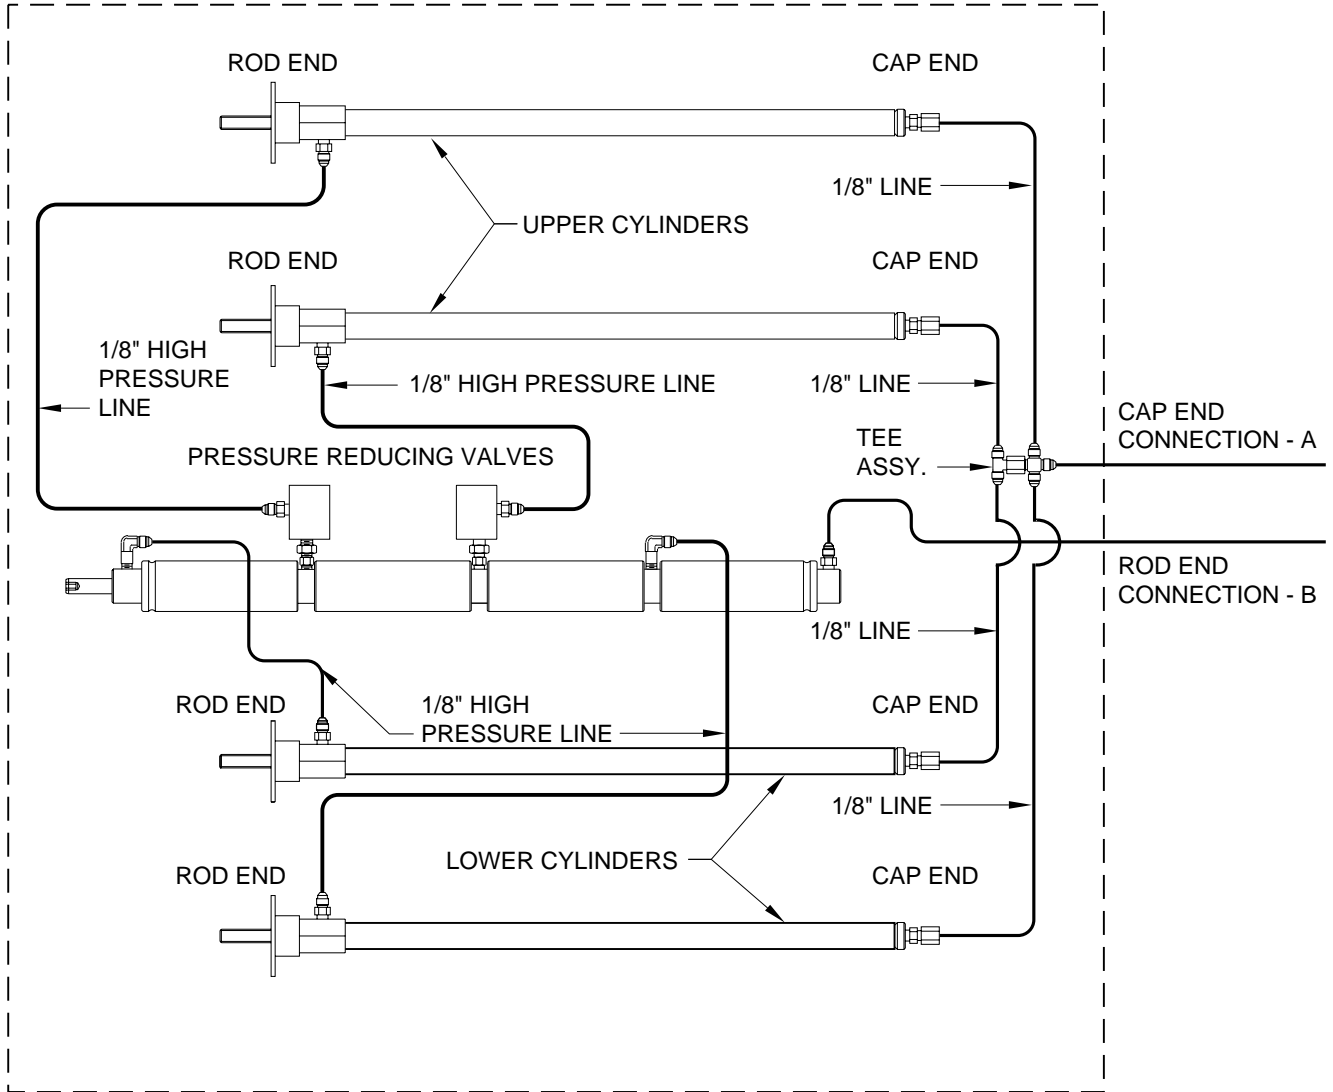 ROD END
CAP END
1/8" LINE
UPPER CYLINDERS
ROD END
CAP END
1/8" HIGH
PRESSURE
LINE
1/8" HIGH PRESSURE LINE
1/8" LINE
CAP END
CONNECTION - A
TEE
ASSY.
PRESSURE REDUCING VALVES
ROD END
CONNECTION - B
1/8" LINE
ROD END
1/8" HIGH
PRESSURE LINE
CAP END
1/8" LINE
LOWER CYLINDERS
ROD END
CAP END